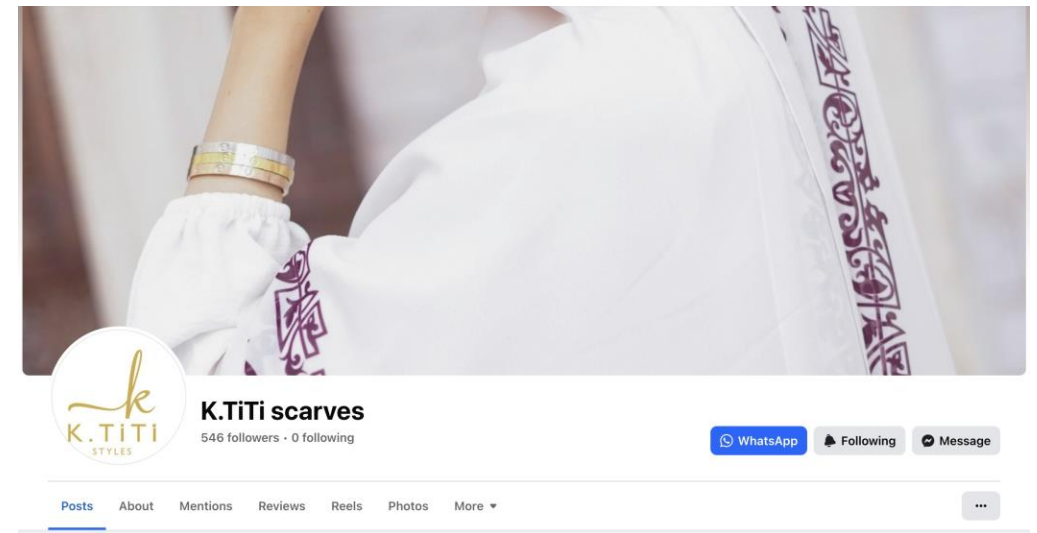 k
K.TiTi
STYLES
K.TiTi scarves
546 followers · 0 following
WhatsApp
Following
Message
Posts
About
Mentions
Reviews
Reels
Photos
More